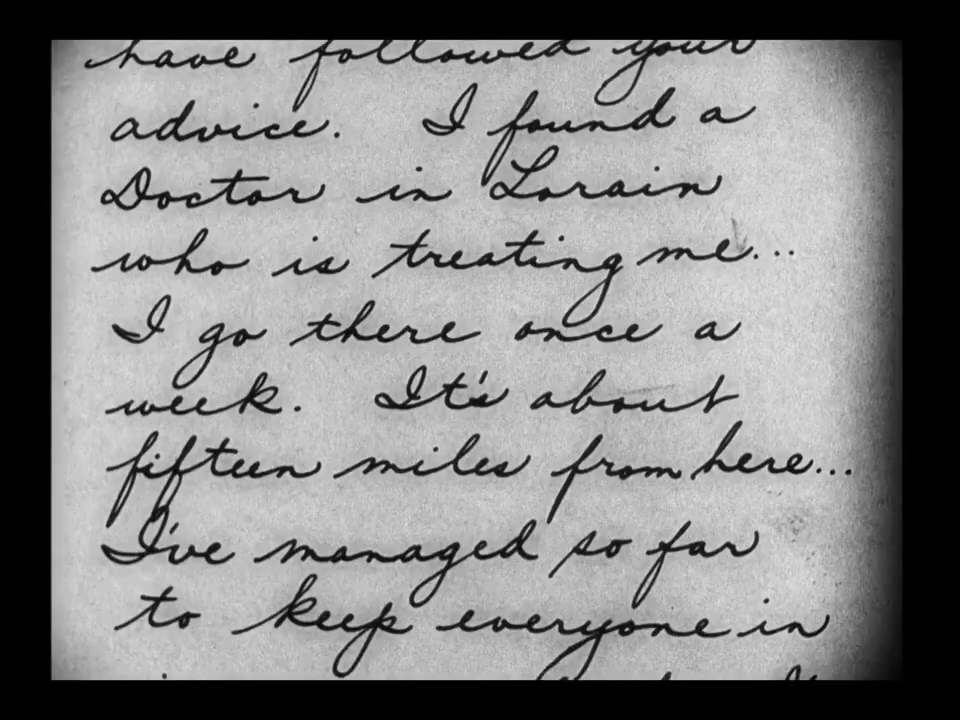 have followed your
advice. I found a
Doctor in Lorain
who is treating me...
I go there once a
week. It's about
fifteen miles from here...
I've managed so far
to keep everyone in